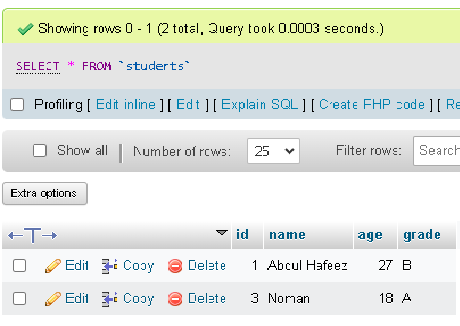 Showing rows 0 - 1 (2 total, Query took 0.0003 seconds.)
SELECT * FROM `students`
Profiling [ Edit inline ] [ Edit ] [ Explain SQL ] [ Create PHP code ] [ Re
Show all | Number of rows: 25 Filter rows: Search
Extra options
←T→ id name age grade
Edit Copy Delete 1 Abdul Hafeez 27 B
Edit Copy Delete 3 Noman 18 A